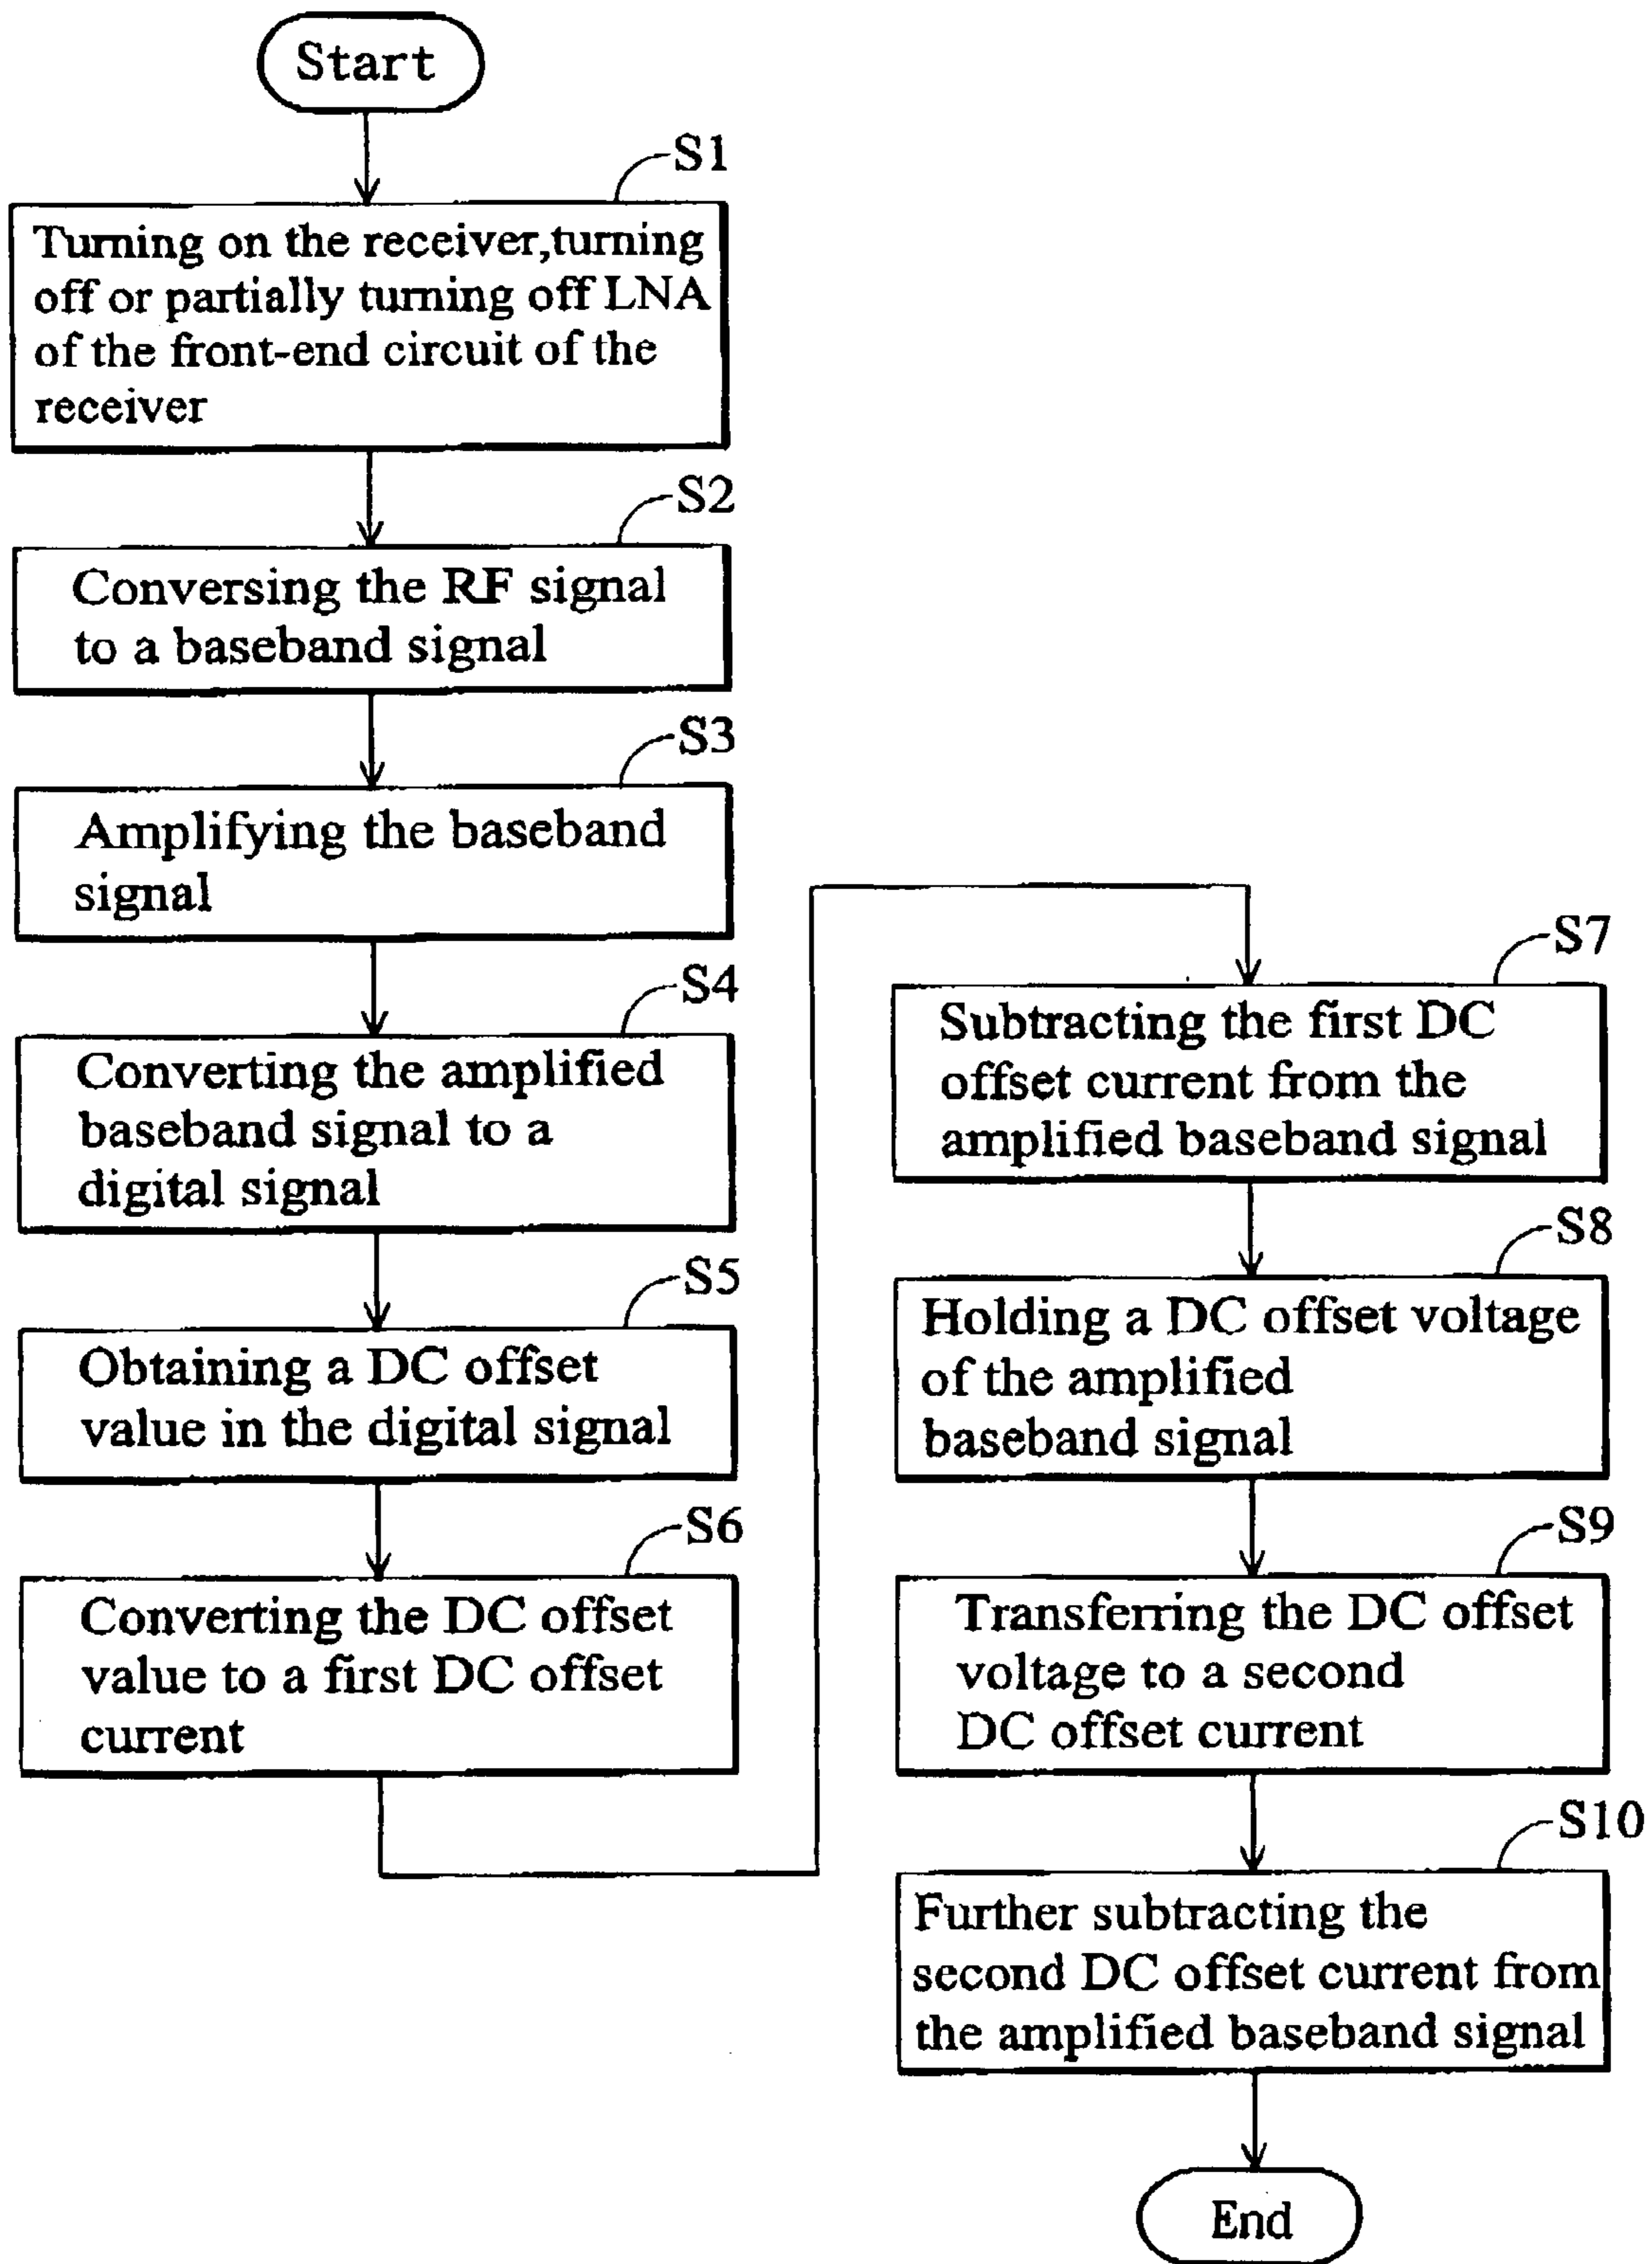 Start
S1
Turning on the receiver,turning
off or partially turning off LNA
of the front-end circuit of the
receiver
S2
Conversing the RF signal
to a baseband signal
S3
Amplifying the baseband
signal
S4
Converting the amplified
baseband signal to a
digital signal
S5
Obtaining a DC offset
value in the digital signal
S6
Converting the DC offset
value to a first DC offset
current
S7
Subtracting the first DC
offset current from the
amplified baseband signal
S8
Holding a DC offset voltage
of the amplified
baseband signal
S9
Transferring the DC offset
voltage to a second
DC offset current
S10
Further subtracting the
second DC offset current from
the amplified baseband signal
End